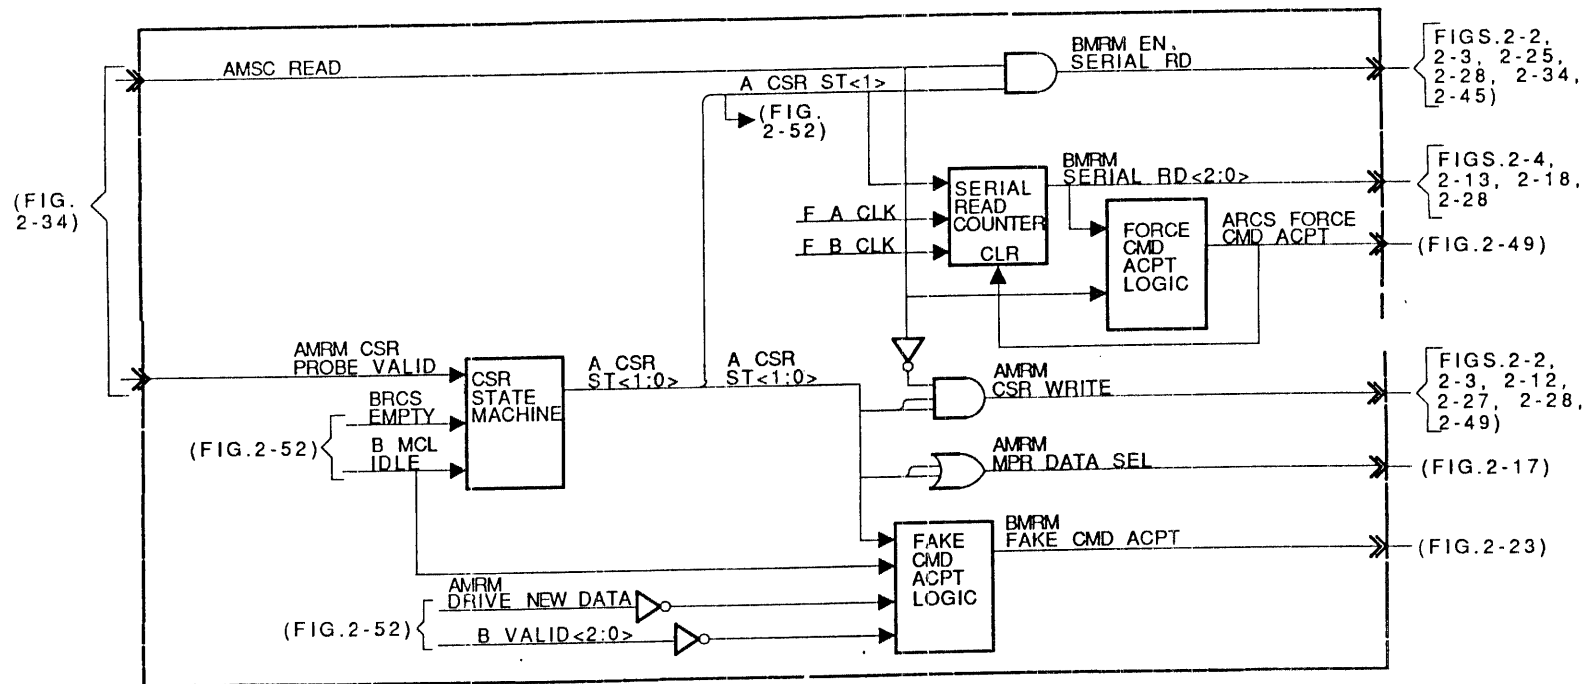 AMSC READ
BMRM EN.
SERIAL RD
FIGS.2-2,
2-3, 2-25,
2-28, 2-34,
2-45)
A CSR ST<1>
(FIG.
2-52)
(FIG.
2-34)
SERIAL
READ
COUNTER
CLR
F A CLK
F B CLK
BMRM
SERIAL RD<2:0>
FIGS.2-4,
2-13, 2-18,
2-28
FORCE
CMD
ACPT
LOGIC
ARCS FORCE
CMD ACPT
(FIG.2-49)
AMRM CSR
PROBE VALID
BRCS
EMPTY
(FIG.2-52)
B MCL
IDLE
CSR
STATE
MACHINE
A CSR
ST<1:0>
A CSR
ST<1:0>
AMRM
CSR WRITE
FIGS.2-2,
2-3, 2-12,
2-27, 2-28,
2-49)
AMRM
MPR DATA SEL
(FIG.2-17)
FAKE
CMD
ACPT
LOGIC
BMRM
FAKE CMD ACPT
(FIG.2-23)
AMRM
DRIVE NEW DATA
(FIG.2-52)
B VALID<2:0>